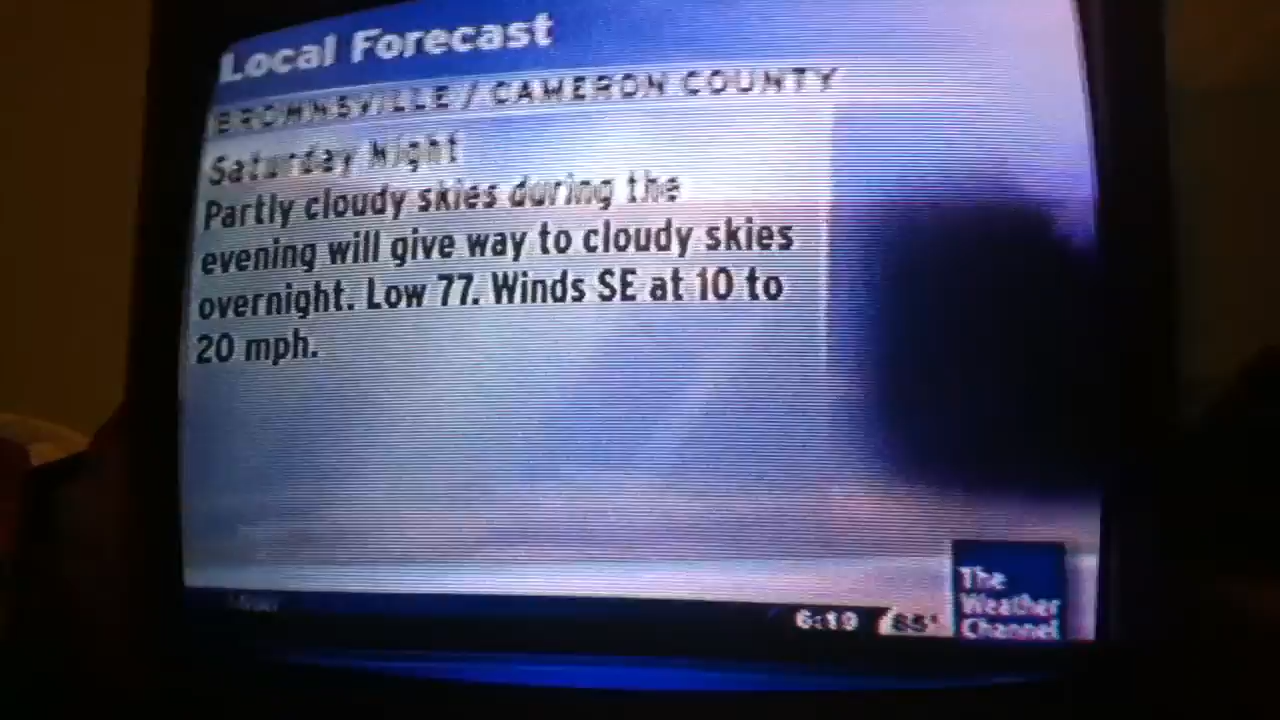 Local Forecast
BROWNSVILLE / CAMERON COUNTY
Saturday Night
Partly cloudy skies during the
evening will give way to cloudy skies
overnight. Low 77. Winds SE at 10 to
20 mph.
6:19
The
Weather
Channel